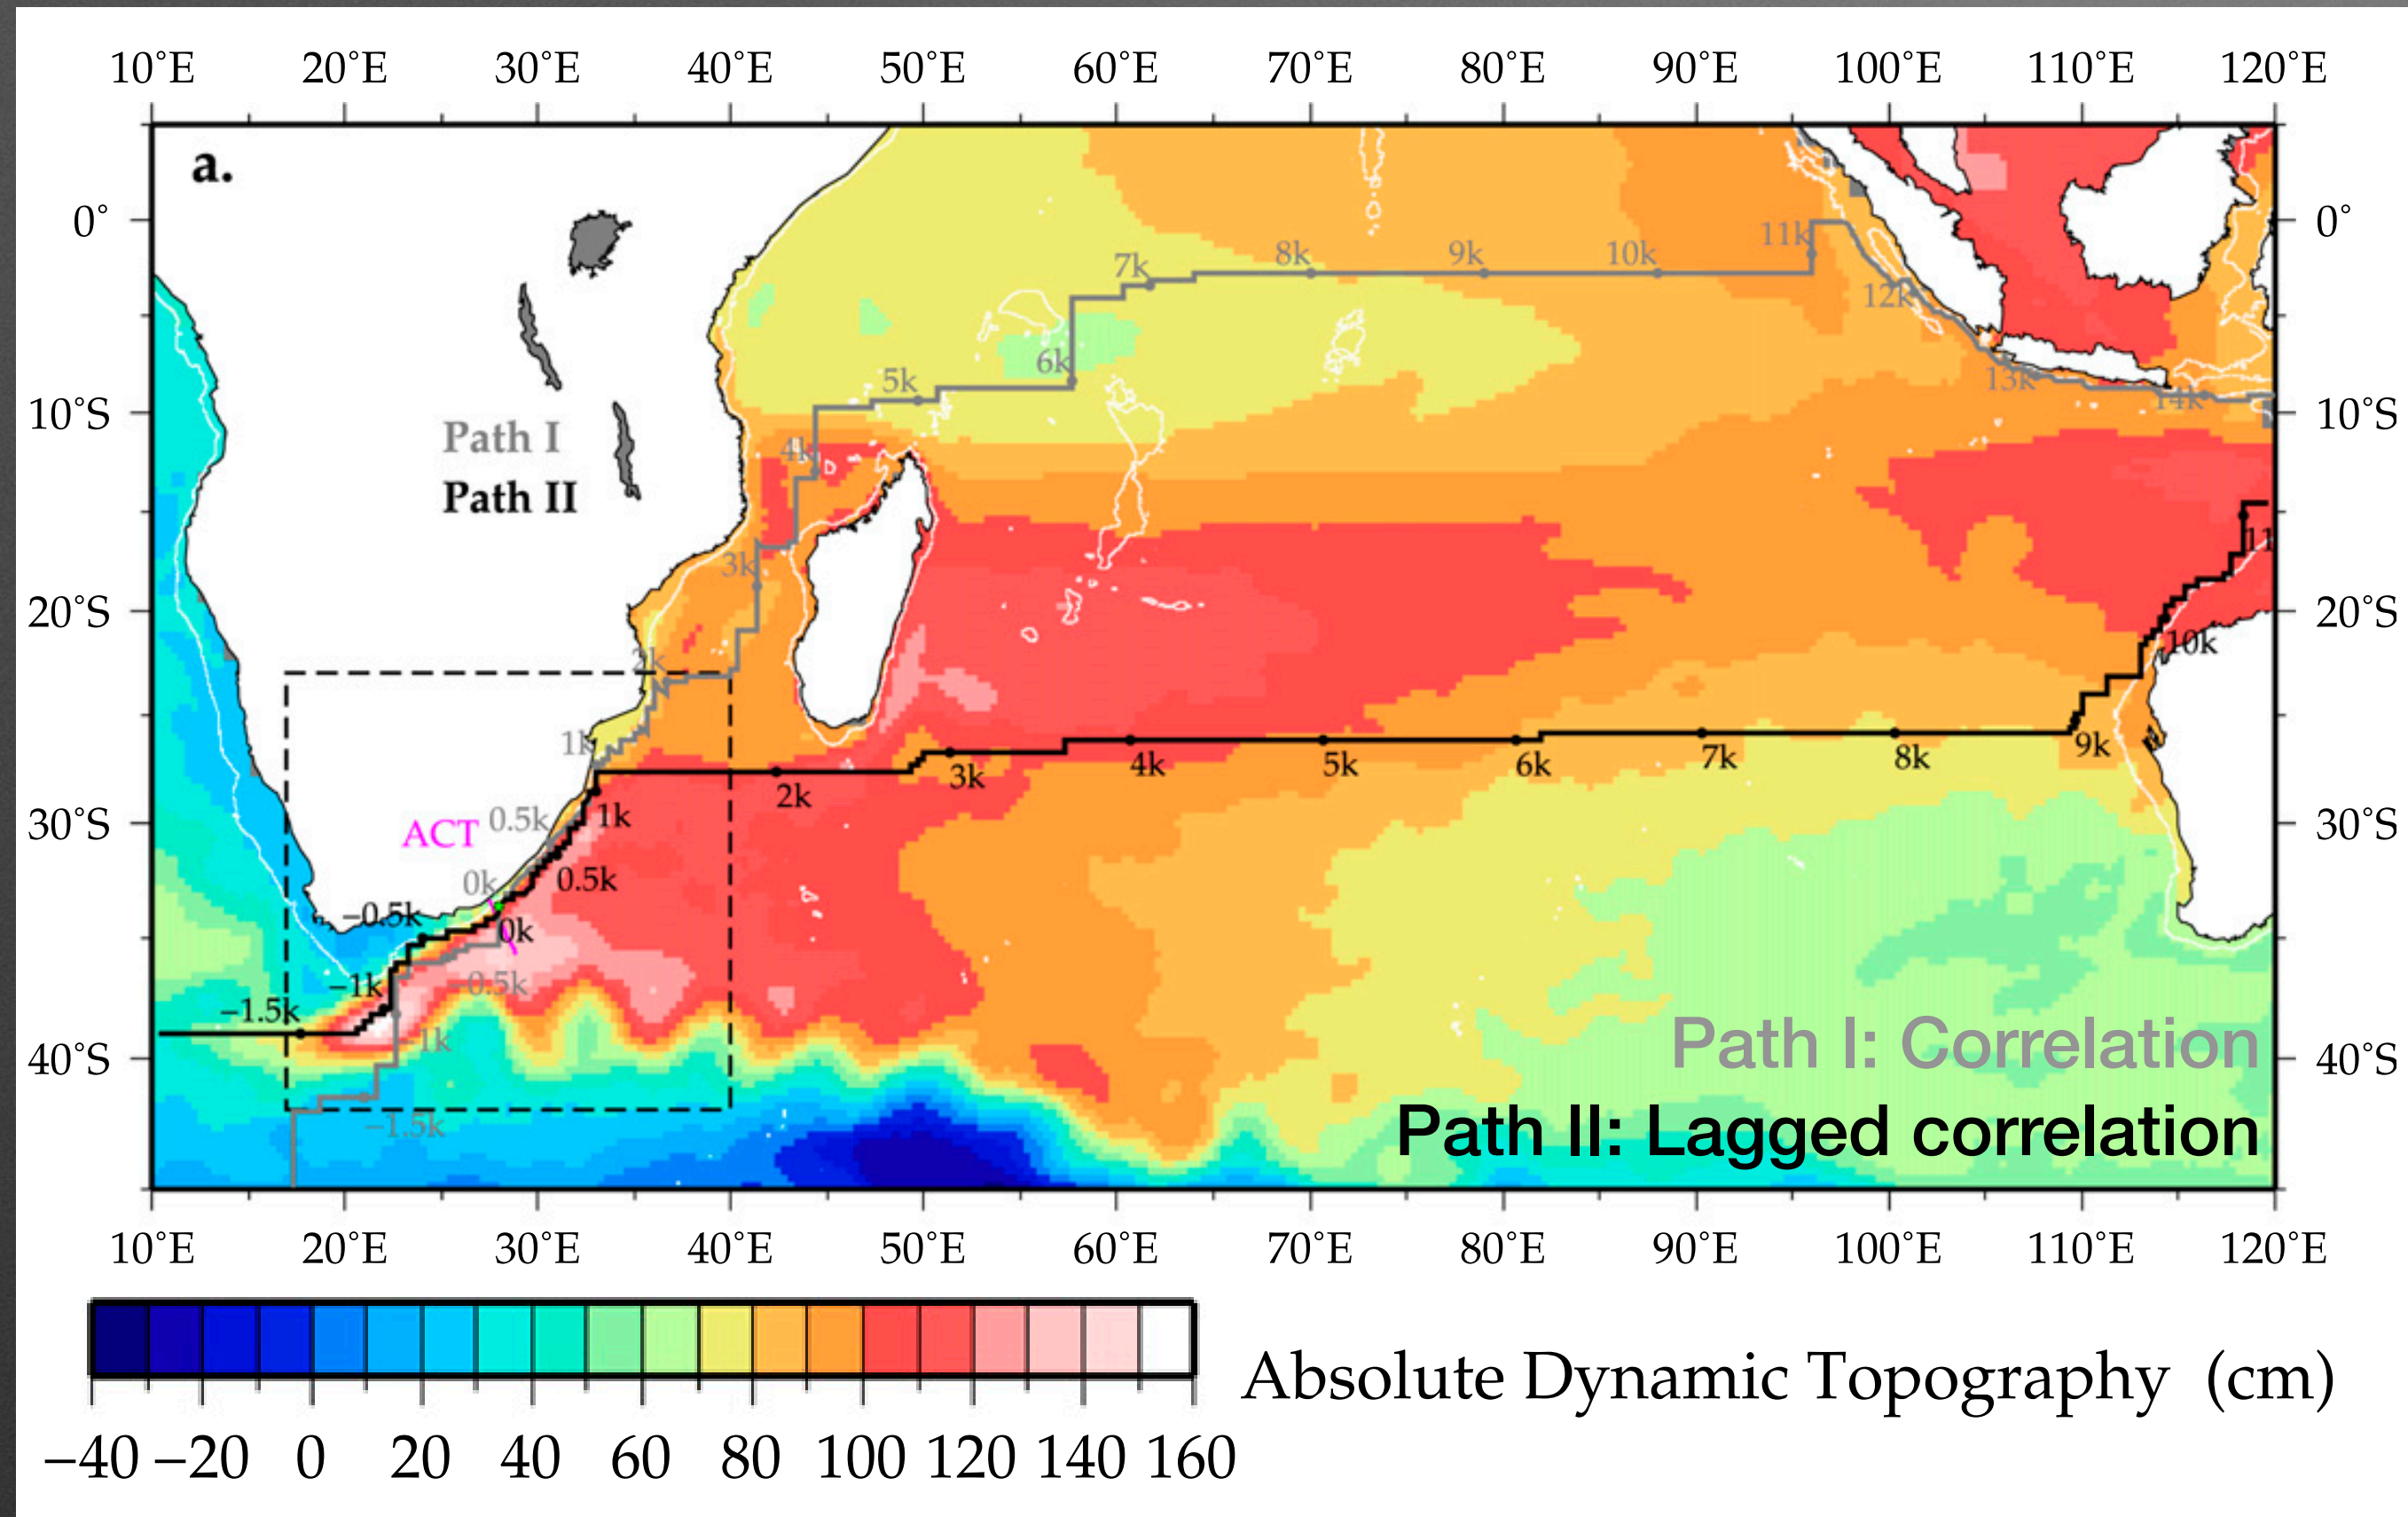 10°E 20°E 30°E 40°E 50°E 60°E 70°E 80°E 90°E 100°E 110°E 120°E
a.
0° 0°
11k
7k 8k 9k 10k
12k
6k
5k 13k
14k
10°S 10°S
Path I 4k
Path II
11
3k
20°S 20°S
10k
2k
1k 9k
4k 5k 6k 7k 8k
3k
2k
1k
0.5k
30°S ACT 30°S
0.5k
0k
−0.5k
0k
−0.5k
−1k
−1.5k
1k Path I: Correlation
40°S 40°S
−1.5k Path II: Lagged correlation
10°E 20°E 30°E 40°E 50°E 60°E 70°E 80°E 90°E 100°E 110°E 120°E
Absolute Dynamic Topography (cm)
−40 −20 0 20 40 60 80 100 120 140 160